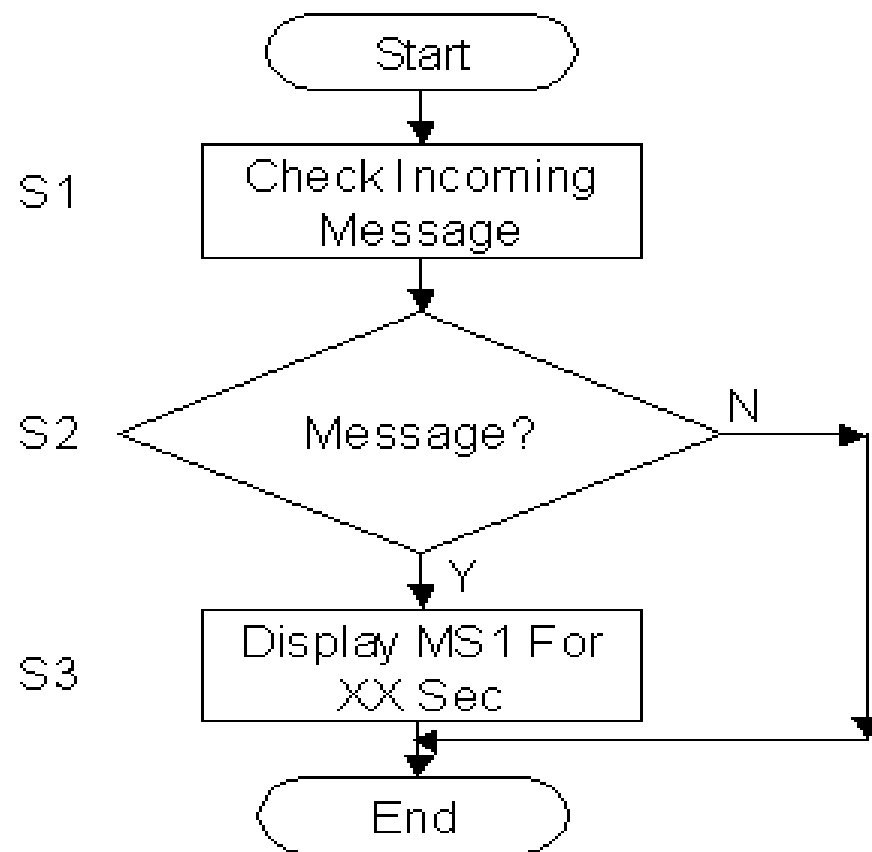 Start
S1
Check Incoming
Message
S2
Message?
N
Y
S3
Display MS1 For
XX Sec
End